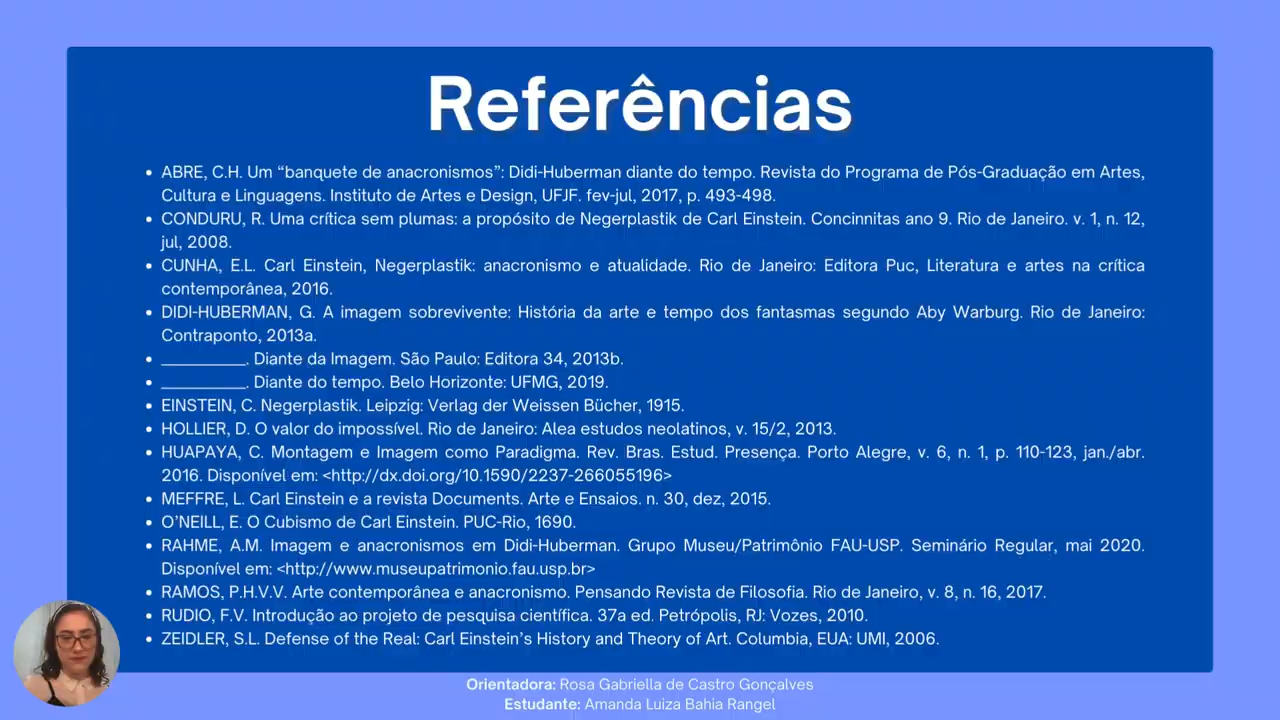 Referências
• ABRE, C.H. Um “banquete de anacronismos”: Didi-Huberman diante do tempo. Revista do Programa de Pós-Graduação em Artes,
Cultura e Linguagens. Instituto de Artes e Design, UFJF. fev-jul, 2017, p. 493-498.
• CONDURU, R. Uma crítica sem plumas: a propósito de Negerplastik de Carl Einstein. Concinnitas ano 9. Rio de Janeiro. v. 1, n. 12,
jul, 2008.
• CUNHA, E.L. Carl Einstein, Negerplastik: anacronismo e atualidade. Rio de Janeiro: Editora Puc, Literatura e artes na crítica
contemporânea, 2016.
• DIDI-HUBERMAN, G. A imagem sobrevivente: História da arte e tempo dos fantasmas segundo Aby Warburg. Rio de Janeiro:
Contraponto, 2013a.
• __________. Diante da Imagem. São Paulo: Editora 34, 2013b.
• __________. Diante do tempo. Belo Horizonte: UFMG, 2019.
• EINSTEIN, C. Negerplastik. Leipzig: Verlag der Weissen Bücher, 1915.
• HOLLIER, D. O valor do impossível. Rio de Janeiro: Alea estudos neolatinos, v. 15/2, 2013.
• HUAPAYA, C. Montagem e Imagem como Paradigma. Rev. Bras. Estud. Presença. Porto Alegre, v. 6, n. 1, p. 110-123, jan./abr.
2016. Disponível em: <http://dx.doi.org/10.1590/2237-266055196>
• MEFFRE, L. Carl Einstein e a revista Documents. Arte e Ensaios. n. 30, dez, 2015.
• O’NEILL, E. O Cubismo de Carl Einstein. PUC-Rio, 1690.
• RAHME, A.M. Imagem e anacronismos em Didi-Huberman. Grupo Museu/Patrimônio FAU-USP. Seminário Regular, mai 2020.
Disponível em: <http://www.museupatrimonio.fau.usp.br>
• RAMOS, P.H.V.V. Arte contemporânea e anacronismo. Pensando Revista de Filosofia. Rio de Janeiro, v. 8, n. 16, 2017.
• RUDIO, F.V. Introdução ao projeto de pesquisa científica. 37a ed. Petrópolis, RJ: Vozes, 2010.
• ZEIDLER, S.L. Defense of the Real: Carl Einstein’s History and Theory of Art. Columbia, EUA: UMI, 2006.
Orientadora: Rosa Gabriella de Castro Gonçalves
Estudante: Amanda Luiza Bahia Rangel